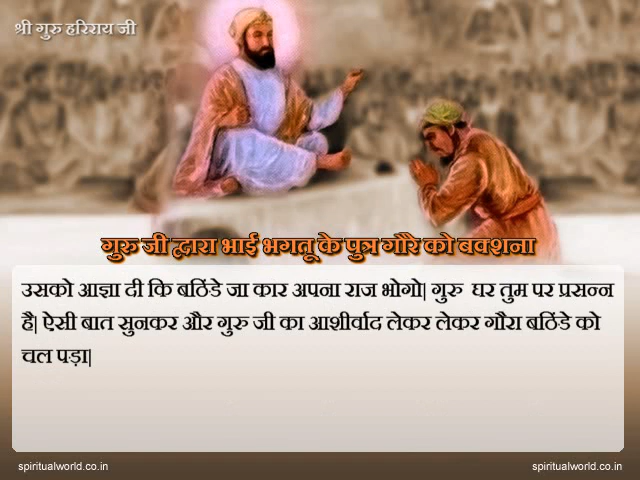 श्री गुरु हरिराय जी
गुरु जी द्वारा भाई भगतू के पुत्र गौरे को बक्शना
उसको आज्ञा दी कि बठिंडे जा कार अपना राज भोगो| गुरु घर तुम पर प्रसन्न
है| ऐसी बात सुनकर और गुरु जी का आशीर्वाद लेकर लेकर गौरा बठिंडे को
चल पड़ा|
spiritualworld.co.in
spiritualworld.co.in